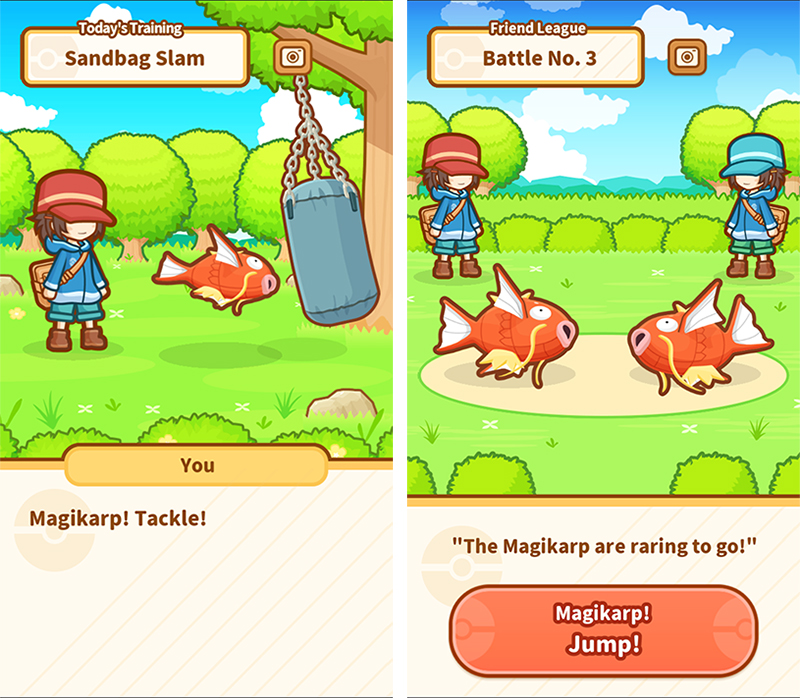 Today's Training
Sandbag Slam
You
Magikarp! Tackle!
Friend League
Battle No. 3
"The Magikarp are raring to go!"
Magikarp!
Jump!